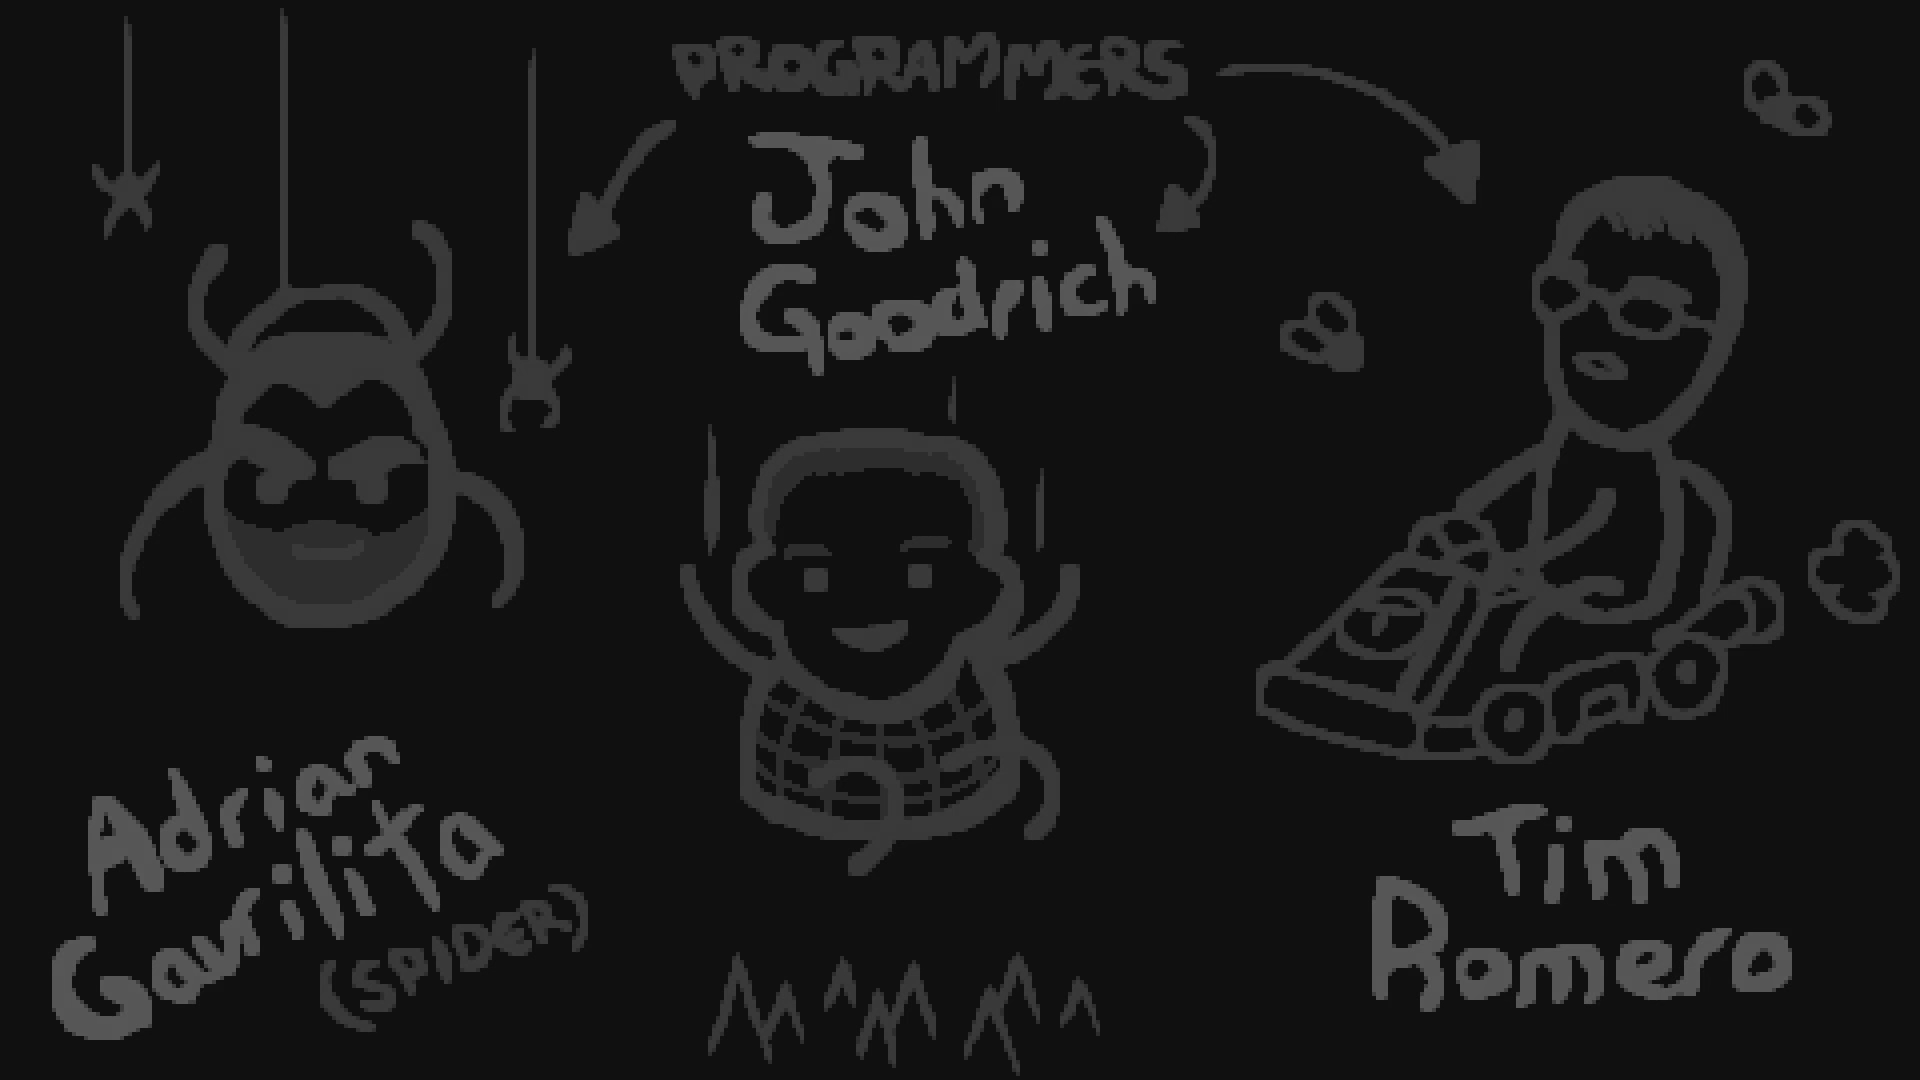 PROGRAMMERS
John
Goodrich
Adrian
Gavrilita
(SPIDER)
Tim
Romero